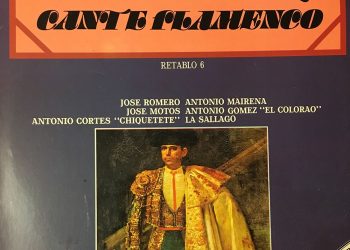 CANTE FLAMENCO
RETABLO 6
JOSE ROMERO ANTONIO MAIRENA
JOSE MOTOS ANTONIO GOMEZ "EL COLORAO"
ANTONIO CORTES "CHIQUETETE" LA SALLAGO